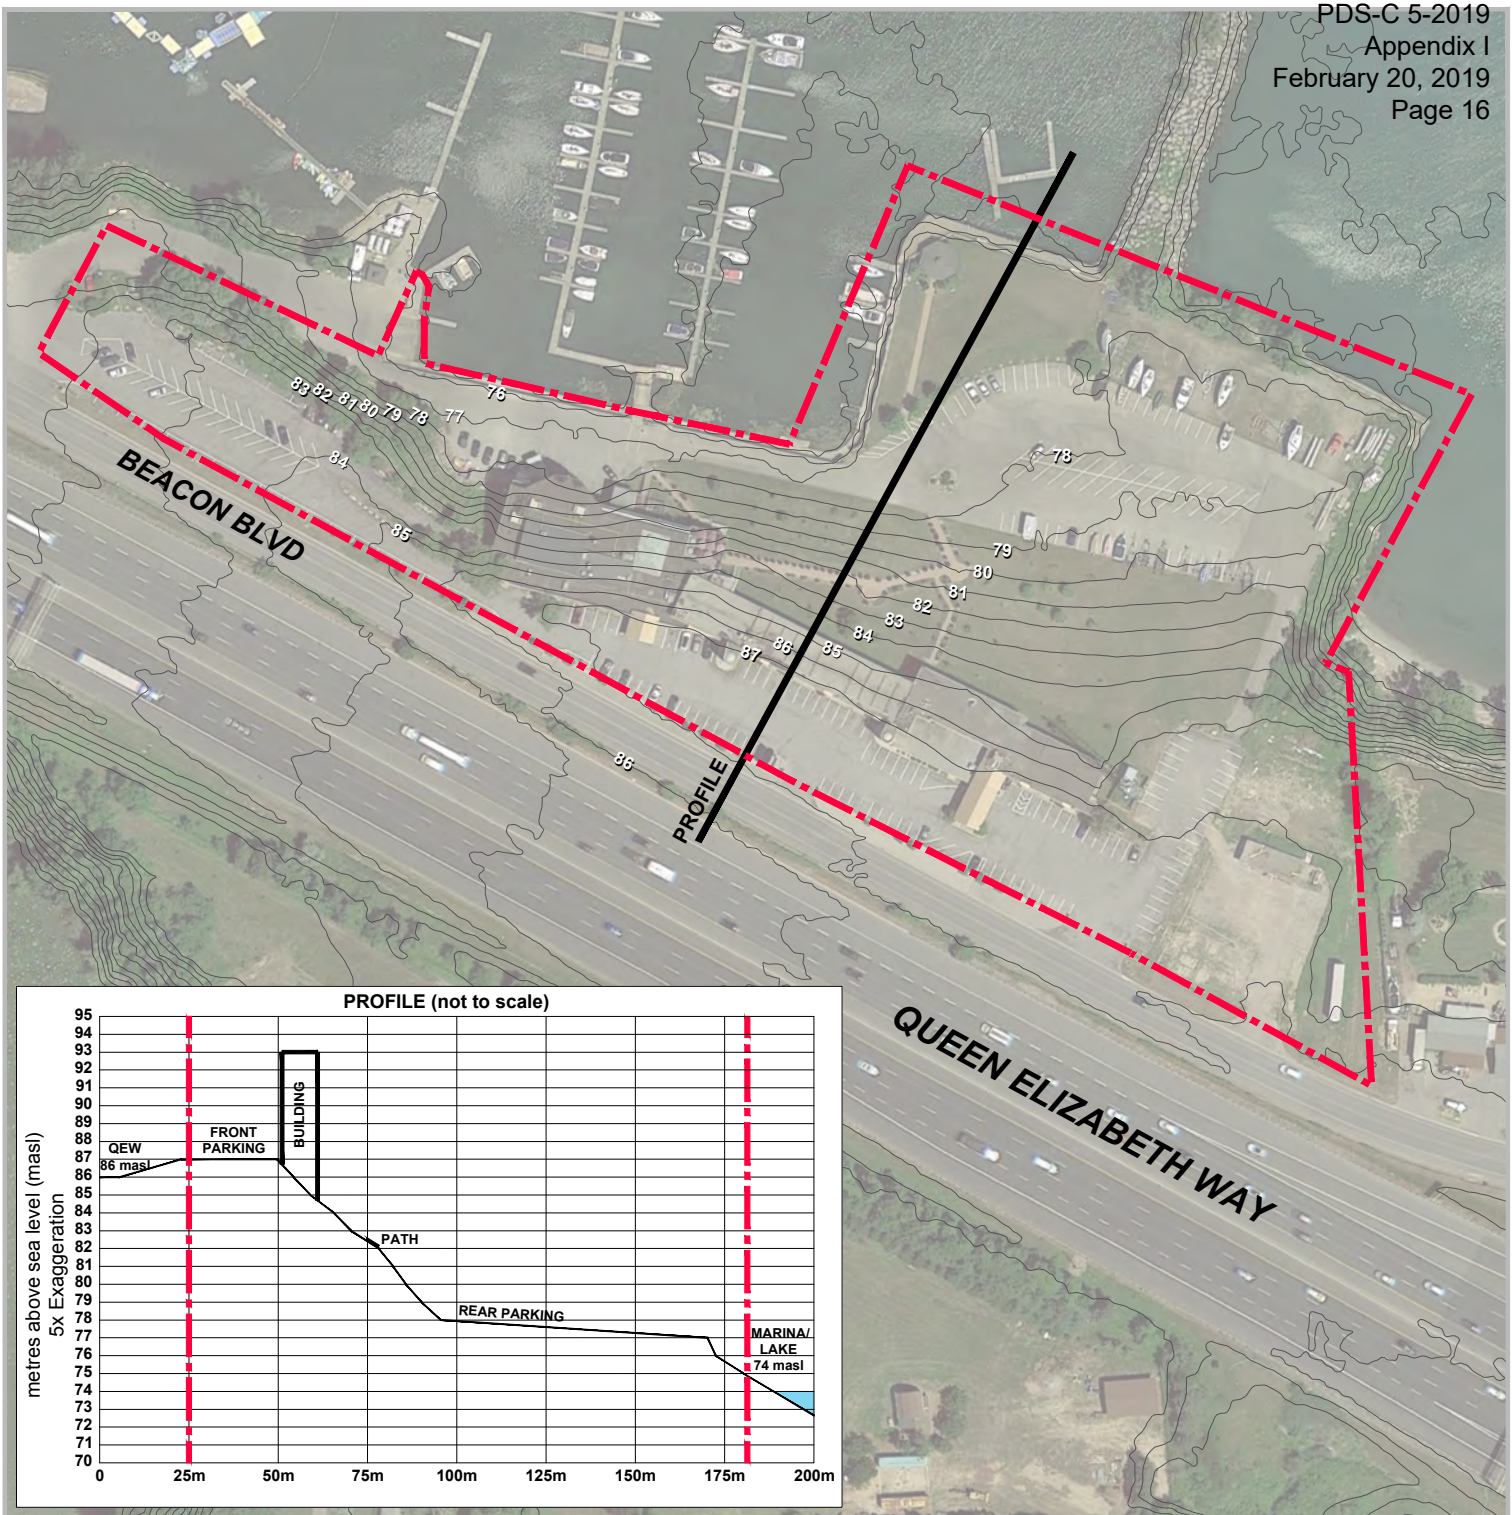 PDS-C 5-2019
Appendix I
February 20, 2019
Page 16
83 82 81 80 79 78 77 76
84
85
BEACON BLVD
78
79
80
81
82
83
84
85
86
87
86
PROFILE
QUEEN ELIZABETH WAY
PROFILE (not to scale)
metres above sea level (masl)
5x Exaggeration
95
94
93
92
91
90
89
88
87
86
85
84
83
82
81
80
79
78
77
76
75
74
73
72
71
70
QEW
86 masl
FRONT
PARKING
BUILDING
PATH
REAR PARKING
MARINA/
LAKE
74 masl
0 25m 50m 75m 100m 125m 150m 175m 200m